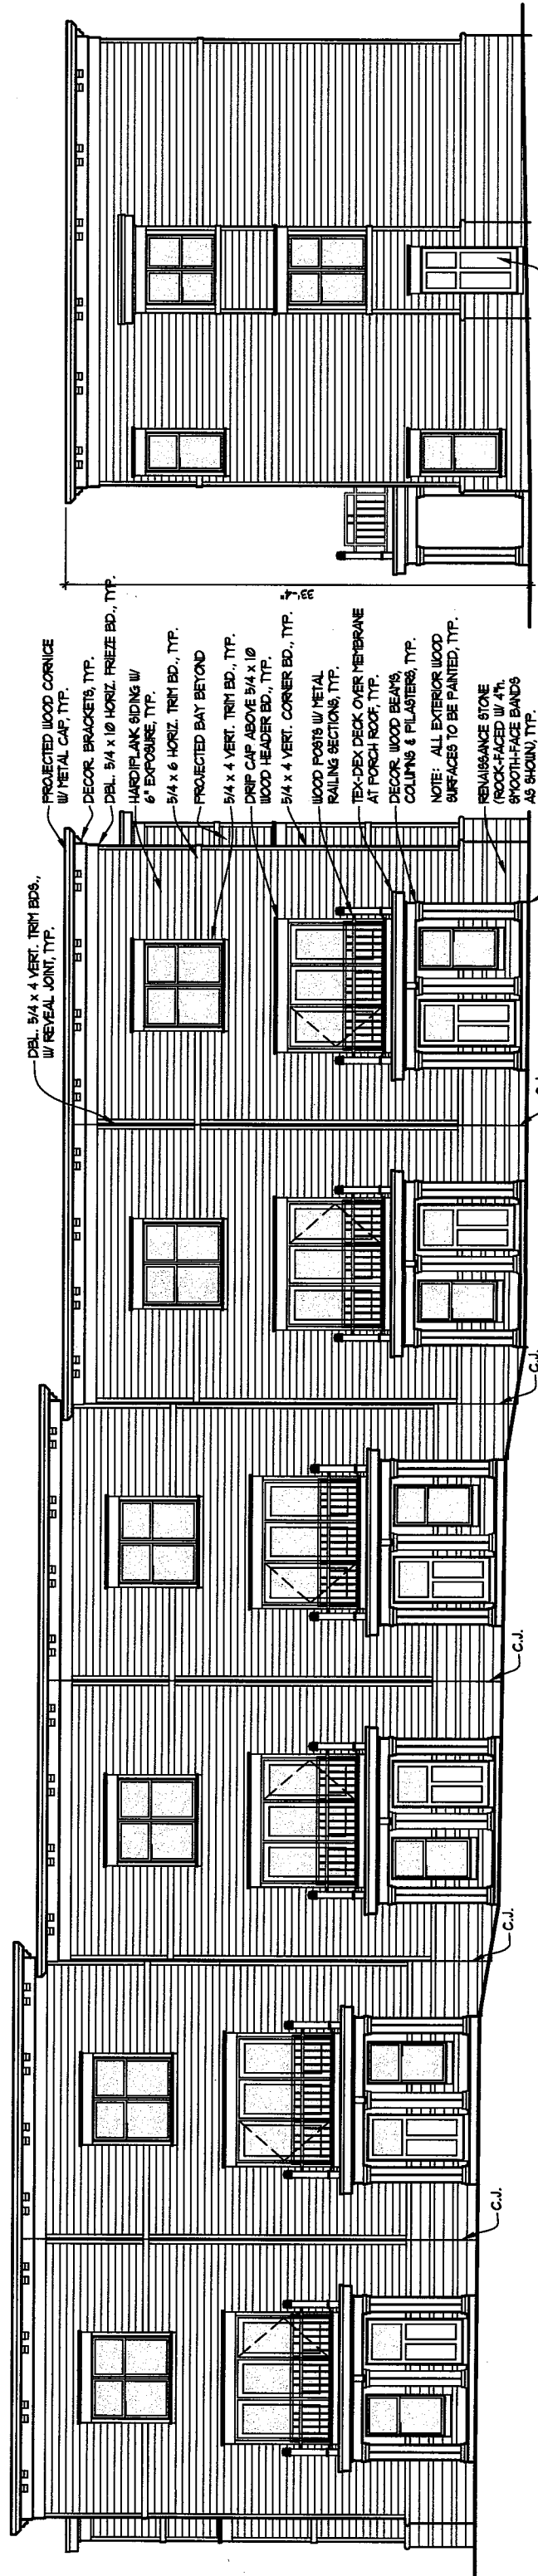 DBL. 5/4 x 4 VERT. TRIM BDS.,
W/ REVEAL JOINT, TYP.
PROJECTED WOOD CORNICE
W/ METAL CAP, TYP.
DECOR. BRACKETS, TYP.
DBL. 5/4 x 10 HORIZ. FRIEZE BD., TYP.
HARDIPLANK SIDING W/
6" EXPOSURE, TYP.
5/4 x 6 HORIZ. TRIM BD., TYP.
PROJECTED BAY BEYOND
5/4 x 4 VERT. TRIM BD., TYP.
DRIP CAP ABOVE 5/4 x 10
WOOD HEADER BD., TYP.
5/4 x 4 VERT. CORNER BD., TYP.
WOOD POSTS W/ METAL
RAILING SECTIONS, TYP.
TEX-DEX DECK OVER MEMBRANE
AT PORCH ROOF, TYP.
DECOR. WOOD BEAMS,
COLUMNS & PILASTERS, TYP.
NOTE: ALL EXTERIOR WOOD
SURFACES TO BE PAINTED, TYP.
RENAISSANCE STONE
(ROCK-FACED W/ 4"h.
SMOOTH-FACE BANDS
AS SHOWN), TYP.
33'-4"
C.J.
C.J.
C.J.
C.J.